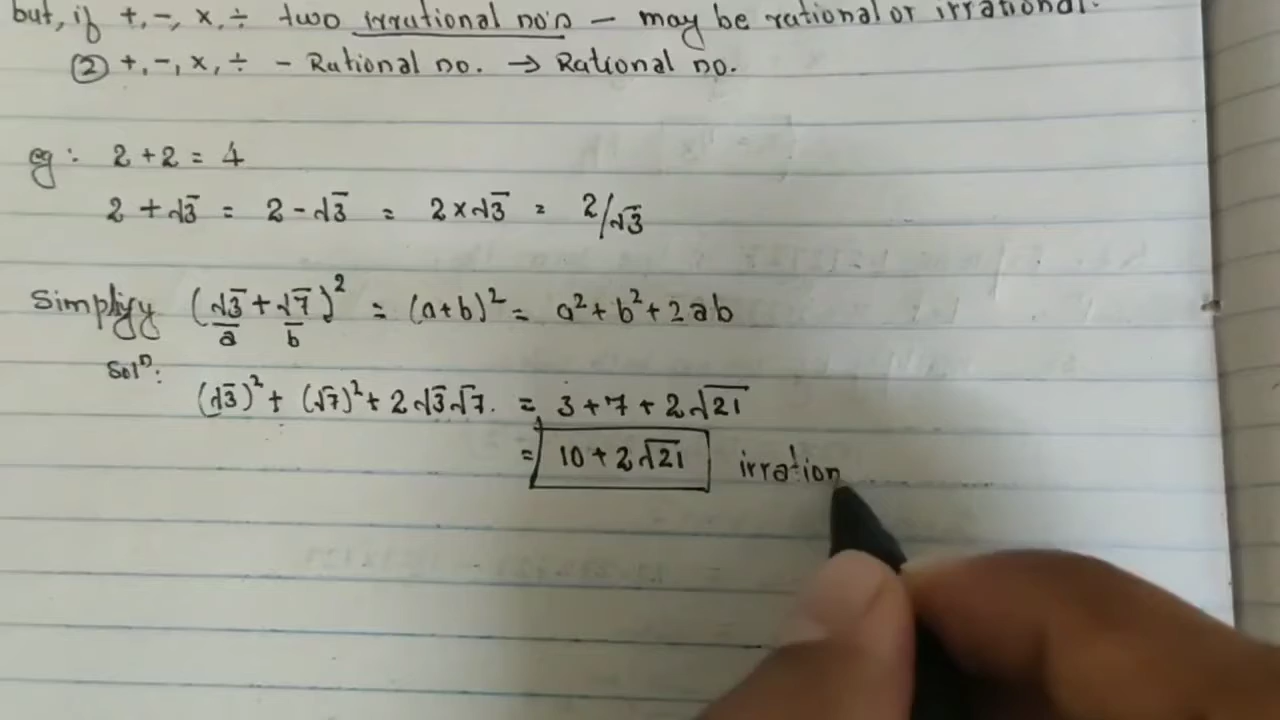 but, if +, -, x, ÷ two irrational no's - may be rational or irrational.
② +, -, x, ÷ - Rational no. → Rational no.
eg: 2 + 2 = 4
2 + √3 = 2 - √3 = 2 x √3 = 2/√3
Simplify (√3 + √7)² = (a+b)² = a² + b² + 2ab
a b
Solⁿ:
(√3)² + (√7)² + 2√3√7. = 3 + 7 + 2√21
= 10 + 2√21 irration